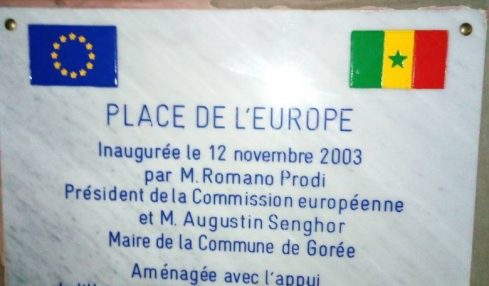 PLACE DE L'EUROPE
Inaugurée le 12 novembre 2003
par M. Romano Prodi
Président de la Commission européenne
et M. Augustin Senghor
Maire de la Commune de Gorée
Aménagée avec l'appui